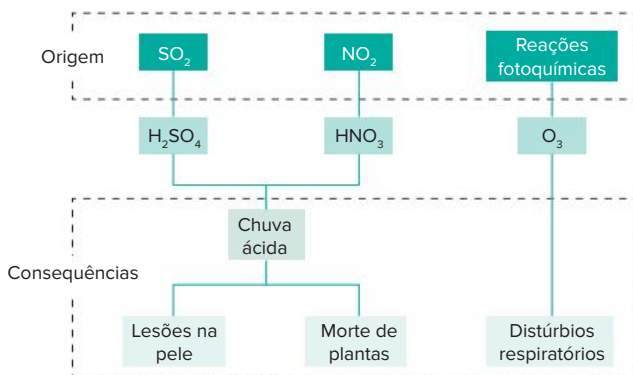 Origem
SO₂
NO₂
Reações
fotoquímicas
H₂SO₄
HNO₃
O₃
Chuva
ácida
Consequências
Lesões na
pele
Morte de
plantas
Distúrbios
respiratórios